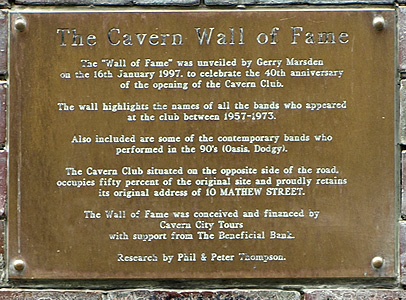 The Cavern Wall of Fame
The "Wall of Fame" was unveiled by Gerry Marsden
on the 16th January 1997, to celebrate the 40th anniversary
of the opening of the Cavern Club.
The wall highlights the names of all the bands who appeared
at the club between 1957-1973.
Also included are some of the contemporary bands who
performed in the 90's (Oasis, Dodgy).
The Cavern Club situated on the opposite side of the road,
occupies fifty percent of the original site and proudly retains
its original address of 10 MATHEW STREET.
The Wall of Fame was conceived and financed by
Cavern City Tours
with support from The Beneficial Bank.
Research by Phil & Peter Thompson.